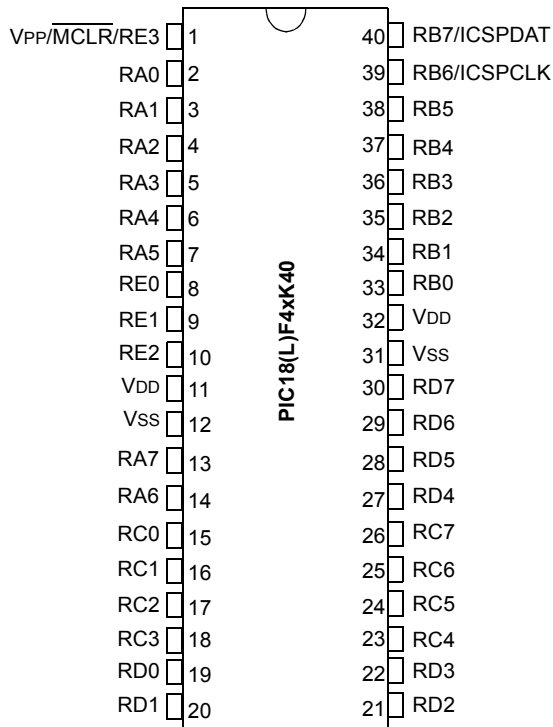 VPP/MCLR/RE3 1 40 RB7/ICSPDAT
RA0 2 39 RB6/ICSPCLK
RA1 3 38 RB5
RA2 4 37 RB4
RA3 5 36 RB3
RA4 6 35 RB2
RA5 7 34 RB1
RE0 8 33 RB0
RE1 9 32 VDD
RE2 10 31 VSS
VDD 11 30 RD7
VSS 12 29 RD6
RA7 13 28 RD5
RA6 14 27 RD4
RC0 15 26 RC7
RC1 16 25 RC6
RC2 17 24 RC5
RC3 18 23 RC4
RD0 19 22 RD3
RD1 20 21 RD2
PIC18(L)F4xK40